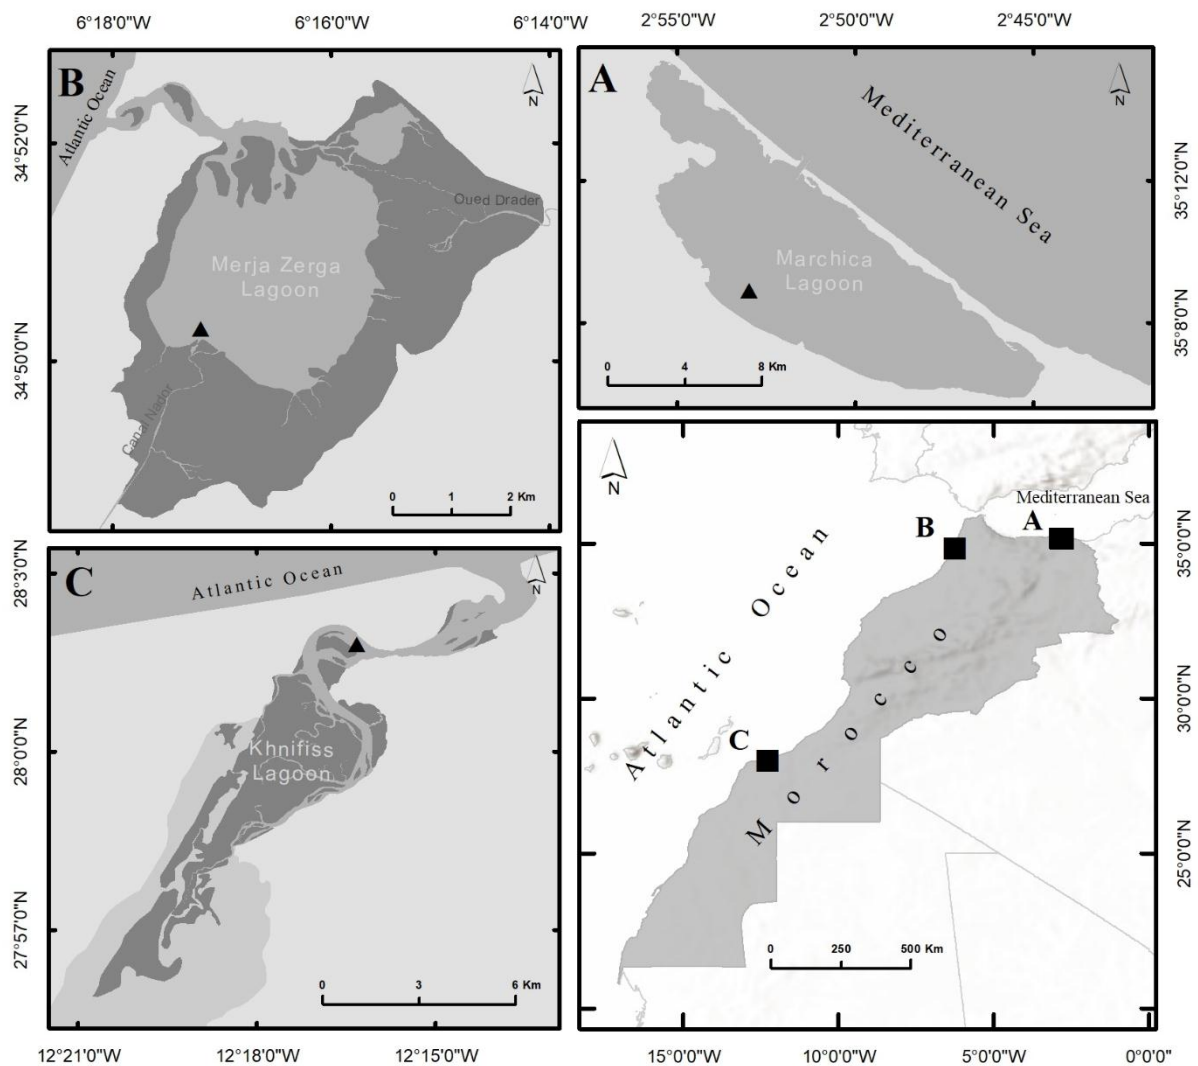 6°18'0"W 6°16'0"W 6°14'0"W
2°55'0"W 2°50'0"W 2°45'0"W
B
N
Atlantic Ocean
34°52'0"N
34°50'0"N
Oued Drader
Merja Zerga
Lagoon
Canal Nador
0 1 2 Km
A
N
Mediterranean Sea
35°12'0"N
35°8'0"N
Marchica
Lagoon
0 4 8 Km
C
N
Atlantic Ocean
28°3'0"N
28°0'0"N
27°57'0"N
Khnifiss
Lagoon
0 3 6 Km
12°21'0"W 12°18'0"W 12°15'0"W
N
Mediterranean Sea
A
B
C
Atlantic Ocean
Morocco
35°0'0"N
30°0'0"N
25°0'0"N
0 250 500 Km
15°0'0"W 10°0'0"W 5°0'0"W 0°0'0"